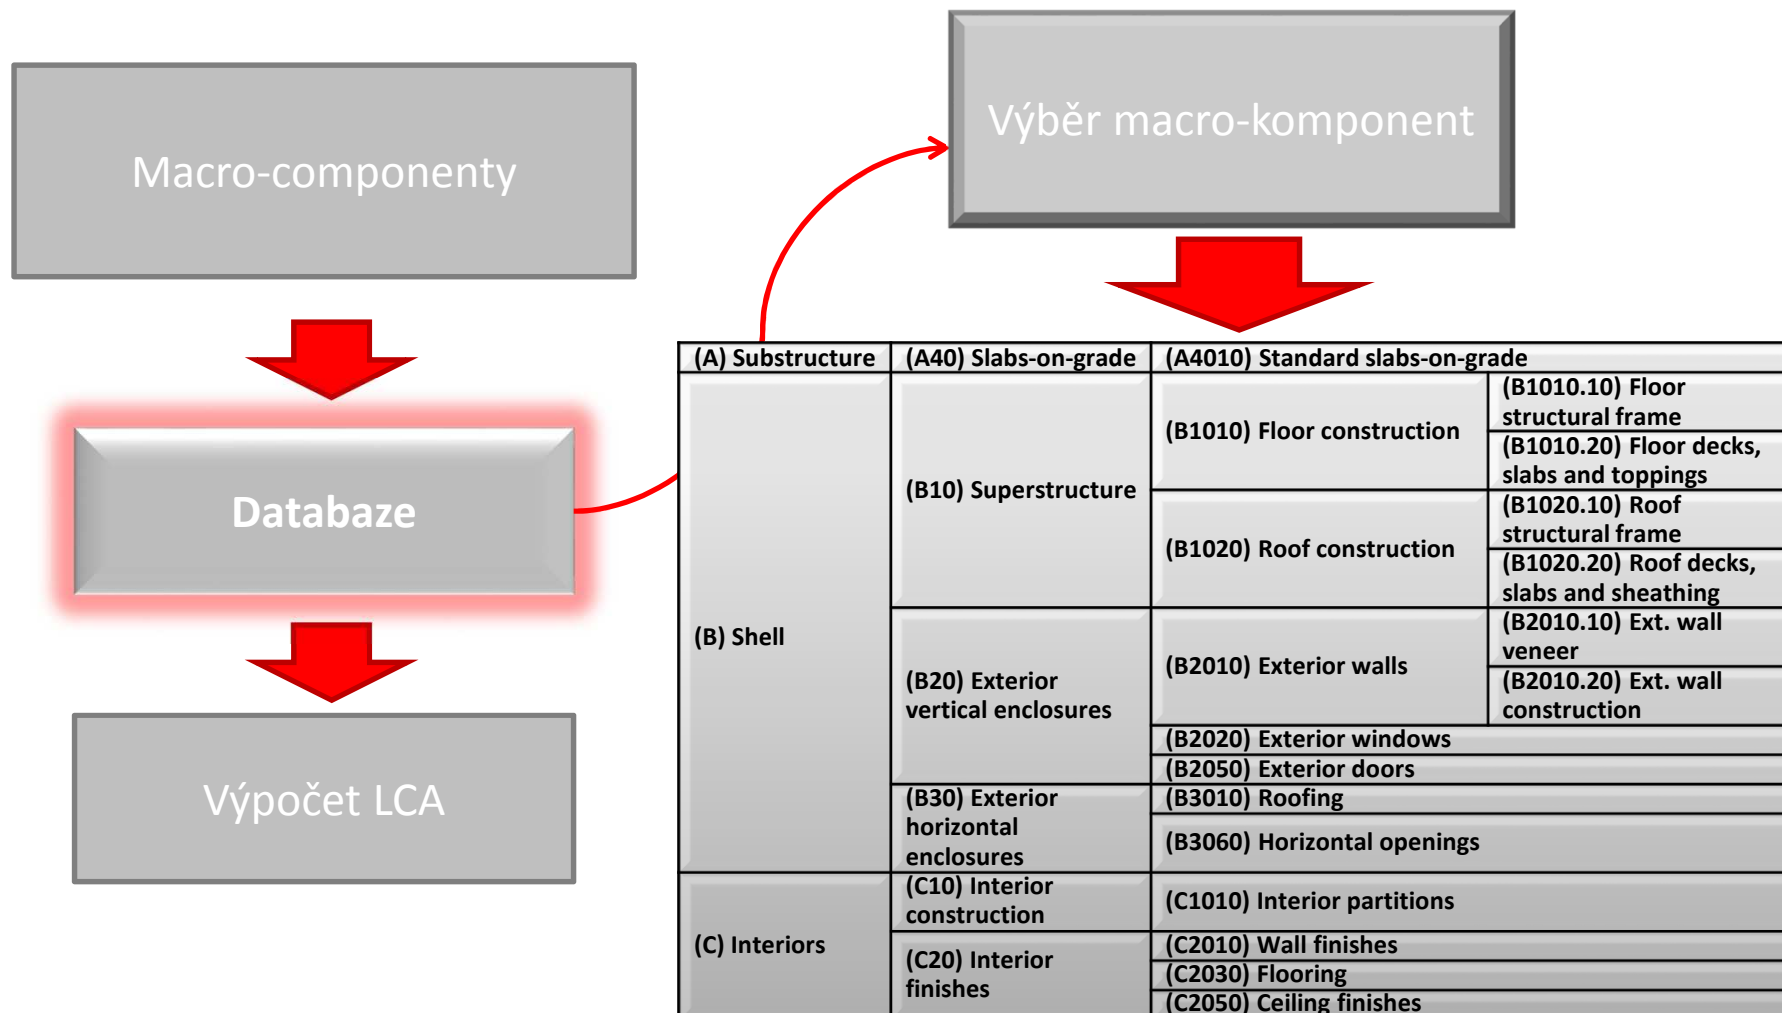 Macro-componenty
Databaze
Výpočet LCA
Výběr macro-komponent
(A) Substructure
(A40) Slabs-on-grade
(A4010) Standard slabs-on-grade
(B) Shell
(B10) Superstructure
(B1010) Floor construction
(B1010.10) Floor
structural frame
(B1010.20) Floor decks,
slabs and toppings
(B1020) Roof construction
(B1020.10) Roof
structural frame
(B1020.20) Roof decks,
slabs and sheathing
(B20) Exterior
vertical enclosures
(B2010) Exterior walls
(B2010.10) Ext. wall
veneer
(B2010.20) Ext. wall
construction
(B2020) Exterior windows
(B2050) Exterior doors
(B30) Exterior
horizontal
enclosures
(B3010) Roofing
(B3060) Horizontal openings
(C) Interiors
(C10) Interior
construction
(C1010) Interior partitions
(C20) Interior
finishes
(C2010) Wall finishes
(C2030) Flooring
(C2050) Ceiling finishes